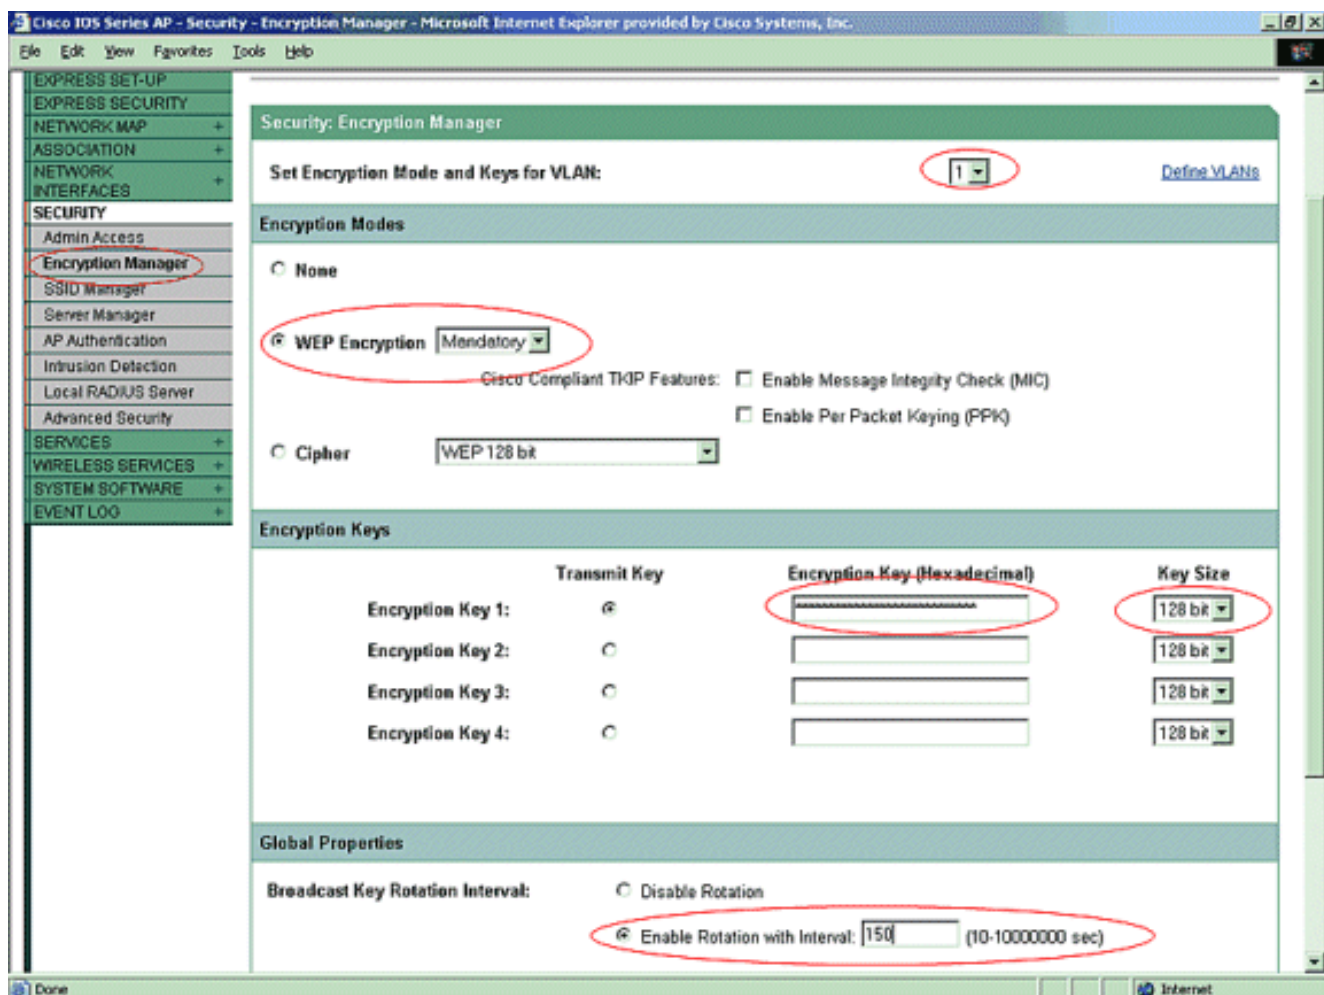 Cisco IOS Series AP - Security - Encryption Manager - Microsoft Internet Explorer provided by Cisco Systems, Inc.
File Edit View Favorites Tools Help
EXPRESS SET-UP
EXPRESS SECURITY
NETWORK MAP +
ASSOCIATION +
NETWORK INTERFACES +
SECURITY
Admin Access
Encryption Manager
SSID Manager
Server Manager
AP Authentication
Intrusion Detection
Local RADIUS Server
Advanced Security
SERVICES +
WIRELESS SERVICES +
SYSTEM SOFTWARE +
EVENT LOG +
Security: Encryption Manager
Set Encryption Mode and Keys for VLAN: 1 Define VLANs
Encryption Modes
None
WEP Encryption Mandatory
Cisco Compliant TKIP Features: Enable Message Integrity Check (MIC)
Enable Per Packet Keying (PPK)
Cipher WEP 128 bit
Encryption Keys
Transmit Key Encryption Key (Hexadecimal) Key Size
Encryption Key 1: 128 bit
Encryption Key 2: 128 bit
Encryption Key 3: 128 bit
Encryption Key 4: 128 bit
Global Properties
Broadcast Key Rotation Interval: Disable Rotation
Enable Rotation with Interval: 150 (10-10000000 sec)
Done Internet